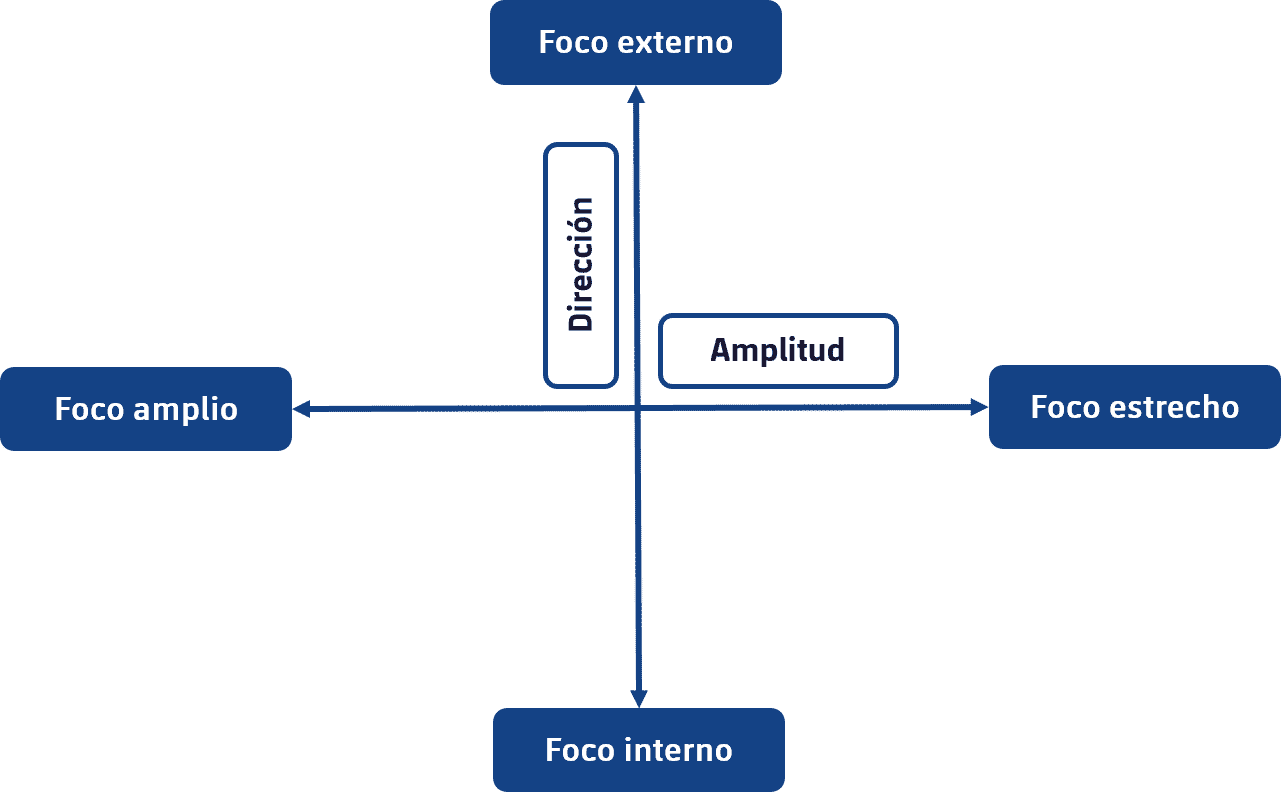 Foco externo
Dirección
Amplitud
Foco amplio
Foco estrecho
Foco interno